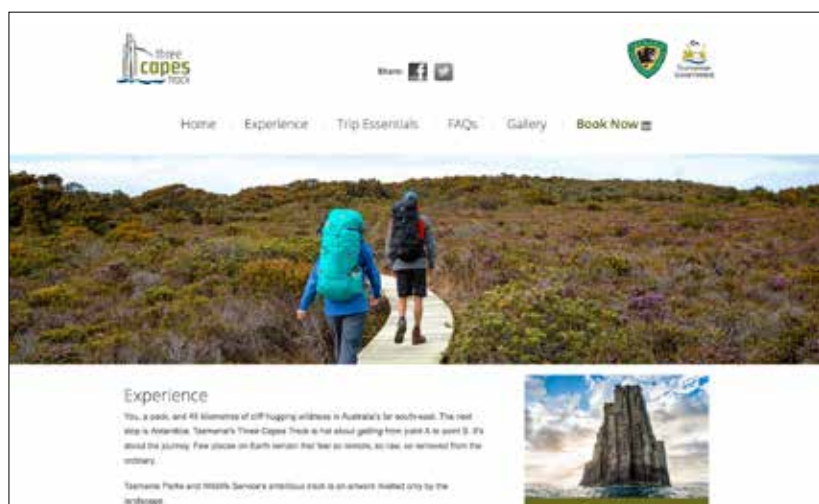 three
capes
TRACK
Share:
Home Experience Trip Essentials FAQs Gallery Book Now
Experience
You, a pack, and 46 kilometres of cliff hugging wildness in Australia's far south-east. The next
stop is Antarctica. Tasmania's Three Capes Track is not about getting from point A to point B. It's
about the journey. Few places on Earth remain that feel so remote, so raw, so removed from the
ordinary.
Tasmania Parks and Wildlife Service's ambitious track is an artwork rivalled only by the
landscape